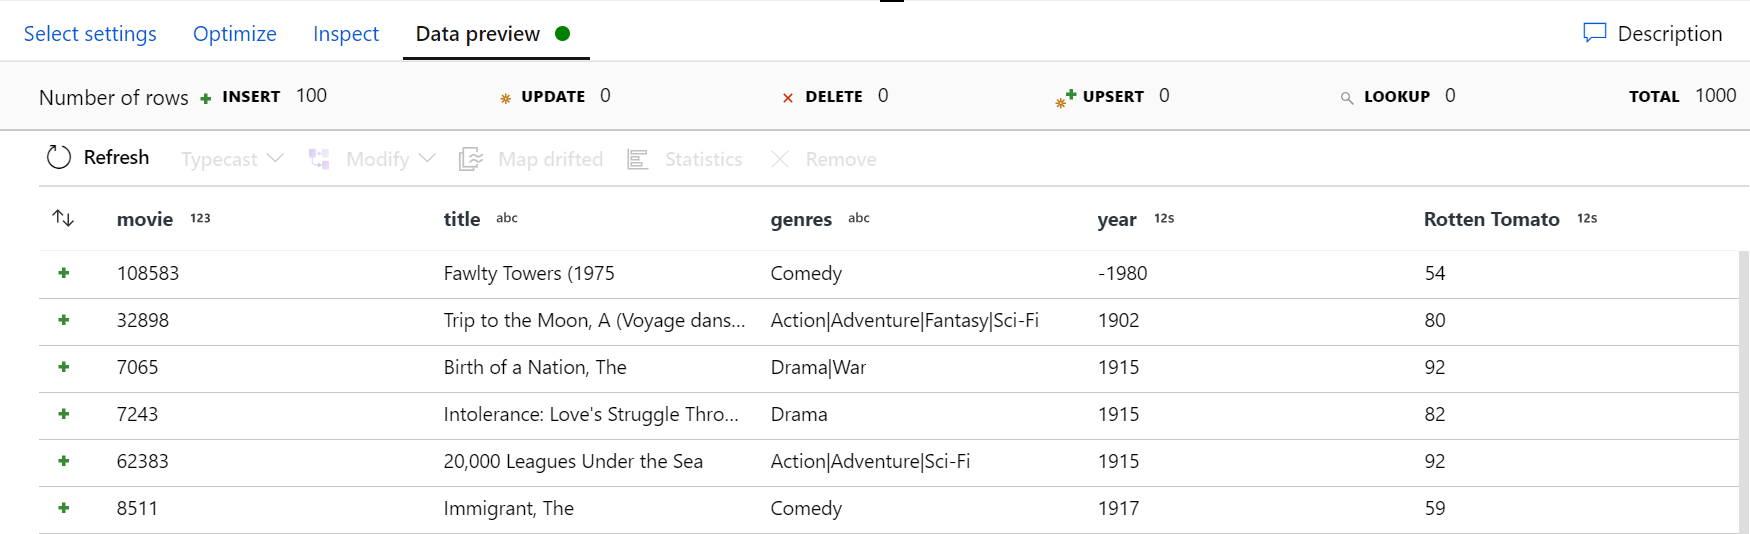 Select settings Optimize Inspect Data preview Description
Number of rows INSERT 100 UPDATE 0 DELETE 0 UPSERT 0 LOOKUP 0 TOTAL 1000
Refresh Typecast Modify Map drifted Statistics Remove
movie 123 title abc genres abc year 12s Rotten Tomato 12s
108583 Fawlty Towers (1975 Comedy -1980 54
32898 Trip to the Moon, A (Voyage dans... Action|Adventure|Fantasy|Sci-Fi 1902 80
7065 Birth of a Nation, The Drama|War 1915 92
7243 Intolerance: Love's Struggle Thro... Drama 1915 82
62383 20,000 Leagues Under the Sea Action|Adventure|Sci-Fi 1915 92
8511 Immigrant, The Comedy 1917 59